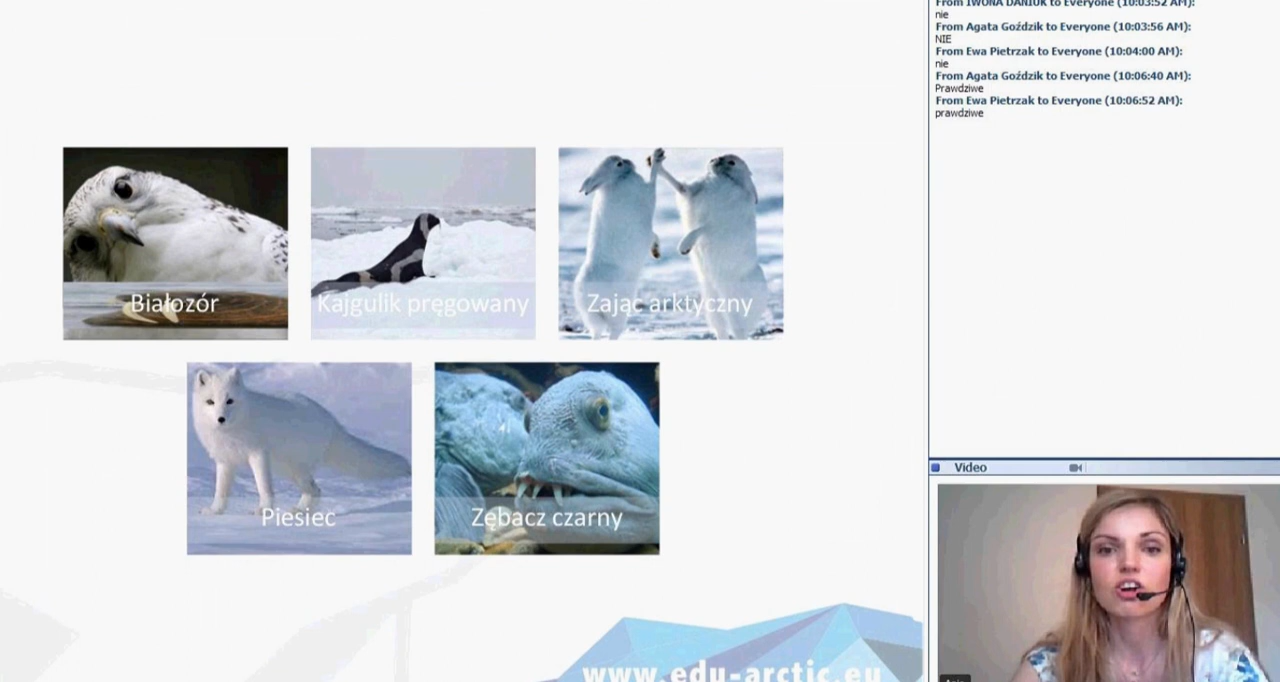 Białozór
Kajgulik pręgowany
Zając arktyczny
Piesiec
Zębacz czarny
www.edu-arctic.eu
From IWONA DANIUK to Everyone (10:03:52 AM):
nie
From Agata Goździk to Everyone (10:03:56 AM):
NIE
From Ewa Pietrzak to Everyone (10:04:00 AM):
nie
From Agata Goździk to Everyone (10:06:40 AM):
Prawdziwe
From Ewa Pietrzak to Everyone (10:06:52 AM):
prawdziwe
Video